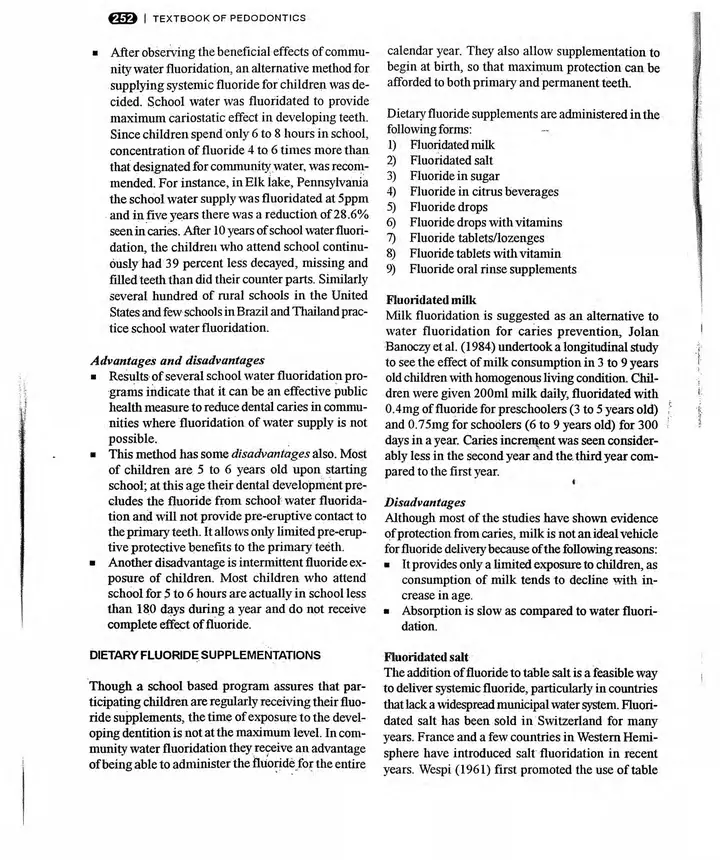 252 | TEXTBOOK OF PEDODONTICS
▪ After observing the beneficial effects of commu-
nity water fluoridation, an alternative method for
supplying systemic fluoride for children was de-
cided. School water was fluoridated to provide
maximum cariostatic effect in developing teeth.
Since children spend only 6 to 8 hours in school,
concentration of fluoride 4 to 6 times more than
that designated for community water, was recom-
mended. For instance, in Elk lake, Pennsylvania
the school water supply was fluoridated at 5ppm
and in five years there was a reduction of 28.6%
seen in caries. After 10 years of school water fluori-
dation, the children who attend school continu-
ously had 39 percent less decayed, missing and
filled teeth than did their counter parts. Similarly
several hundred of rural schools in the United
States and few schools in Brazil and Thailand prac-
tice school water fluoridation.
Advantages and disadvantages
▪ Results of several school water fluoridation pro-
grams indicate that it can be an effective public
health measure to reduce dental caries in commu-
nities where fluoridation of water supply is not
possible.
▪ This method has some disadvantages also. Most
of children are 5 to 6 years old upon starting
school; at this age their dental development pre-
cludes the fluoride from school water fluorida-
tion and will not provide pre-eruptive contact to
the primary teeth. It allows only limited pre-erup-
tive protective benefits to the primary teeth.
▪ Another disadvantage is intermittent fluoride ex-
posure of children. Most children who attend
school for 5 to 6 hours are actually in school less
than 180 days during a year and do not receive
complete effect of fluoride.
DIETARY FLUORIDE SUPPLEMENTATIONS
Though a school based program assures that par-
ticipating children are regularly receiving their fluo-
ride supplements, the time of exposure to the devel-
oping dentition is not at the maximum level. In com-
munity water fluoridation they receive an advantage
of being able to administer the fluoride for the entire
calendar year. They also allow supplementation to
begin at birth, so that maximum protection can be
afforded to both primary and permanent teeth.
Dietary fluoride supplements are administered in the
following forms:
1) Fluoridated milk
2) Fluoridated salt
3) Fluoride in sugar
4) Fluoride in citrus beverages
5) Fluoride drops
6) Fluoride drops with vitamins
7) Fluoride tablets/lozenges
8) Fluoride tablets with vitamin
9) Fluoride oral rinse supplements
Fluoridated milk
Milk fluoridation is suggested as an alternative to
water fluoridation for caries prevention, Jolan
Banoczy et al. (1984) undertook a longitudinal study
to see the effect of milk consumption in 3 to 9 years
old children with homogenous living condition. Chil-
dren were given 200ml milk daily, fluoridated with
0.4mg of fluoride for preschoolers (3 to 5 years old)
and 0.75mg for schoolers (6 to 9 years old) for 300
days in a year. Caries increment was seen consider-
ably less in the second year and the third year com-
pared to the first year.
Disadvantages
Although most of the studies have shown evidence
of protection from caries, milk is not an ideal vehicle
for fluoride delivery because of the following reasons:
▪ It provides only a limited exposure to children, as
consumption of milk tends to decline with in-
crease in age.
▪ Absorption is slow as compared to water fluori-
dation.
Fluoridated salt
The addition of fluoride to table salt is a feasible way
to deliver systemic fluoride, particularly in countries
that lack a widespread municipal water system. Fluori-
dated salt has been sold in Switzerland for many
years. France and a few countries in Western Hemi-
sphere have introduced salt fluoridation in recent
years. Wespi (1961) first promoted the use of table